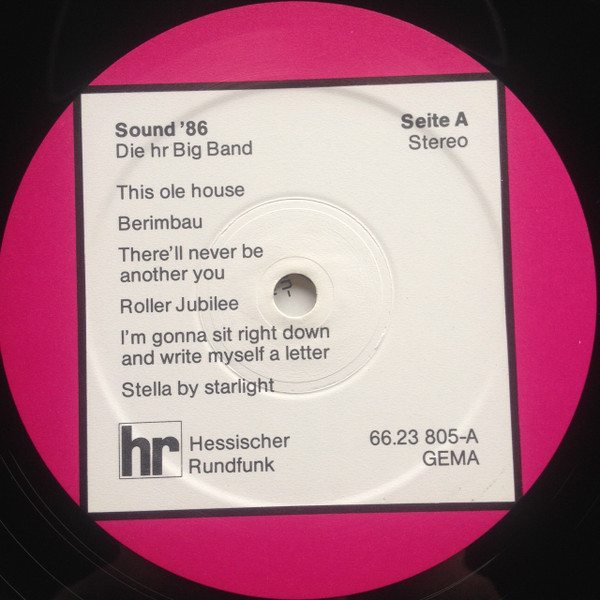 Sound '86
Die hr Big Band
Seite A
Stereo
This ole house
Berimbau
There'll never be
another you
Roller Jubilee
I'm gonna sit right down
and write myself a letter
Stella by starlight
hr
Hessischer
Rundfunk
66.23 805-A
GEMA